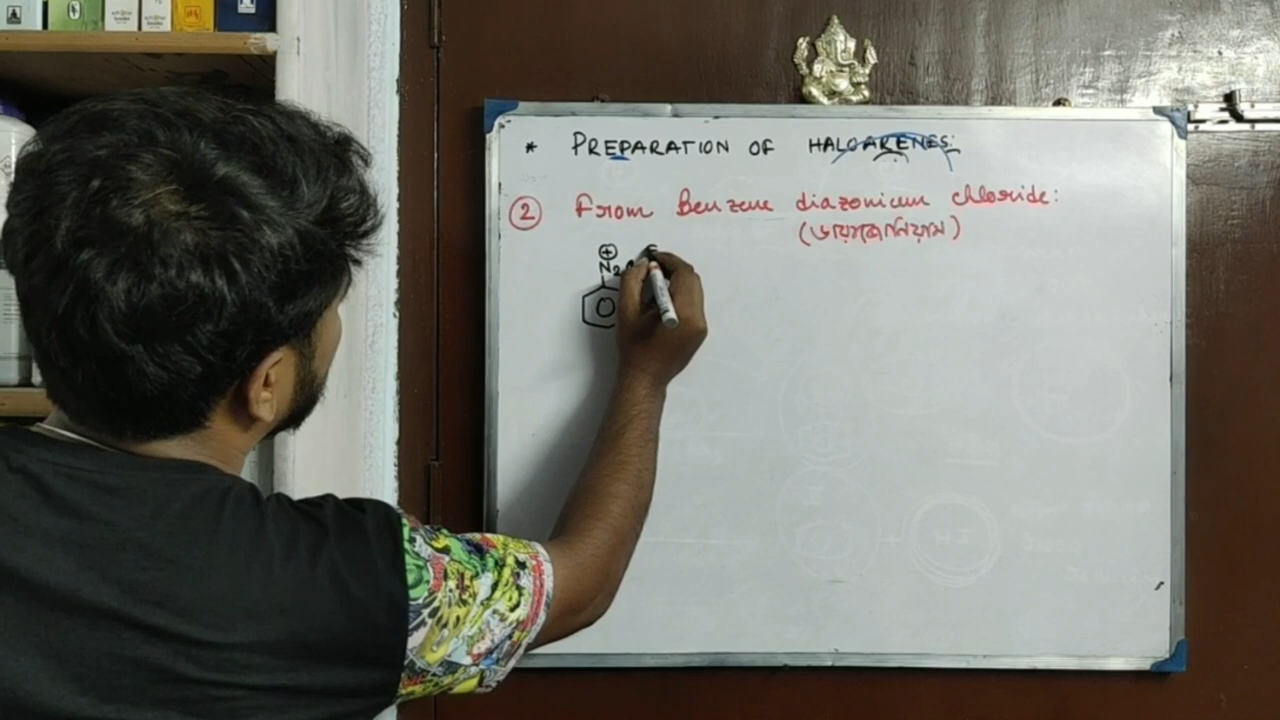 * PREPARATION OF HALOARENES:
② From Benzene diazonium chloride:
(ডায়াজোনিয়াম)
⊕
N₂